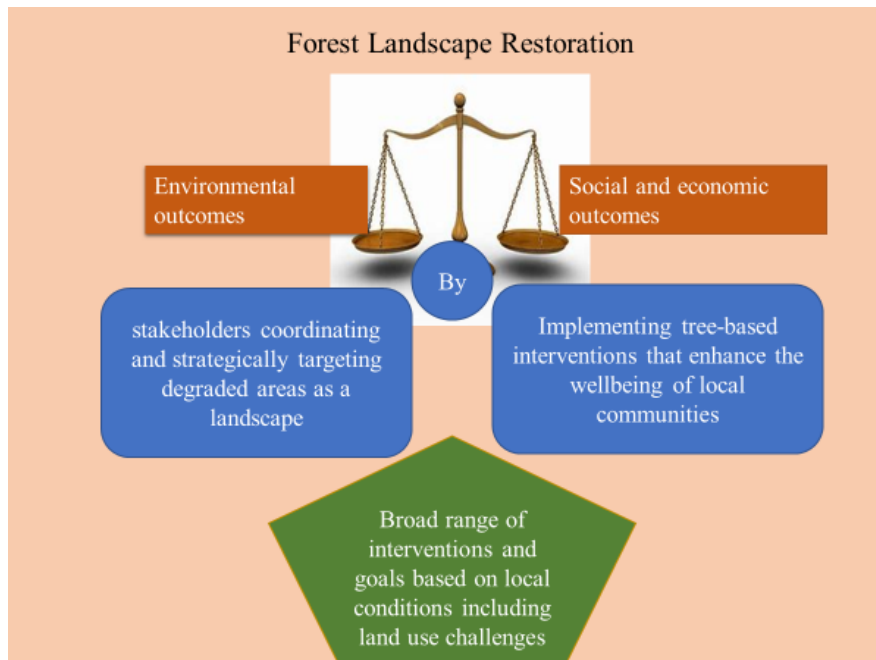 Forest Landscape Restoration
Environmental
outcomes
Social and economic
outcomes
By
stakeholders coordinating
and strategically targeting
degraded areas as a
landscape
Implementing tree-based
interventions that enhance the
wellbeing of local
communities
Broad range of
interventions and
goals based on local
conditions including
land use challenges